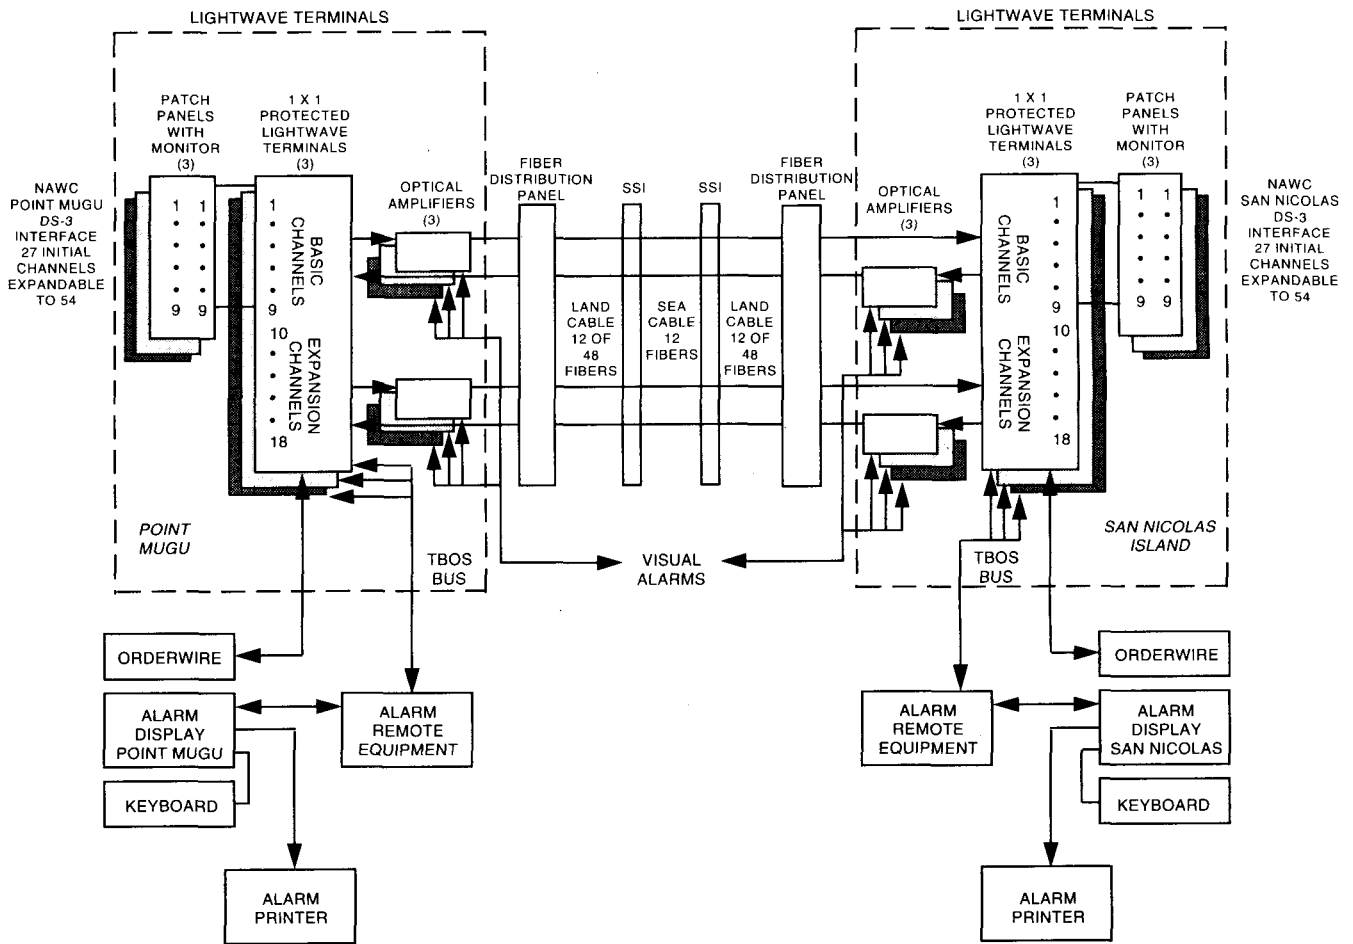 LIGHTWAVE TERMINALS
LIGHTWAVE TERMINALS
PATCH
PANELS
WITH
MONITOR
(3)
1 X 1
PROTECTED
LIGHTWAVE
TERMINALS
(3)
NAWC
POINT MUGU
DS-3
INTERFACE
27 INITIAL
CHANNELS
EXPANDABLE
TO 54
1 1
9 9
1
9
10
18
BASIC
CHANNELS
EXPANSION
CHANNELS
OPTICAL
AMPLIFIERS
(3)
FIBER
DISTRIBUTION
PANEL
SSI
SSI
FIBER
DISTRIBUTION
PANEL
LAND
CABLE
12 OF
48
FIBERS
SEA
CABLE
12
FIBERS
LAND
CABLE
12 OF
48
FIBERS
OPTICAL
AMPLIFIERS
(3)
1 X 1
PROTECTED
LIGHTWAVE
TERMINALS
(3)
PATCH
PANELS
WITH
MONITOR
(3)
BASIC
CHANNELS
EXPANSION
CHANNELS
1
9
10
18
1 1
9 9
NAWC
SAN NICOLAS
DS-3
INTERFACE
27 INITIAL
CHANNELS
EXPANDABLE
TO 54
POINT
MUGU
TBOS
BUS
VISUAL
ALARMS
TBOS
BUS
SAN NICOLAS
ISLAND
ORDERWIRE
ALARM
DISPLAY
POINT MUGU
KEYBOARD
ALARM
REMOTE
EQUIPMENT
ALARM
PRINTER
ALARM
REMOTE
EQUIPMENT
ORDERWIRE
ALARM
DISPLAY
SAN NICOLAS
KEYBOARD
ALARM
PRINTER